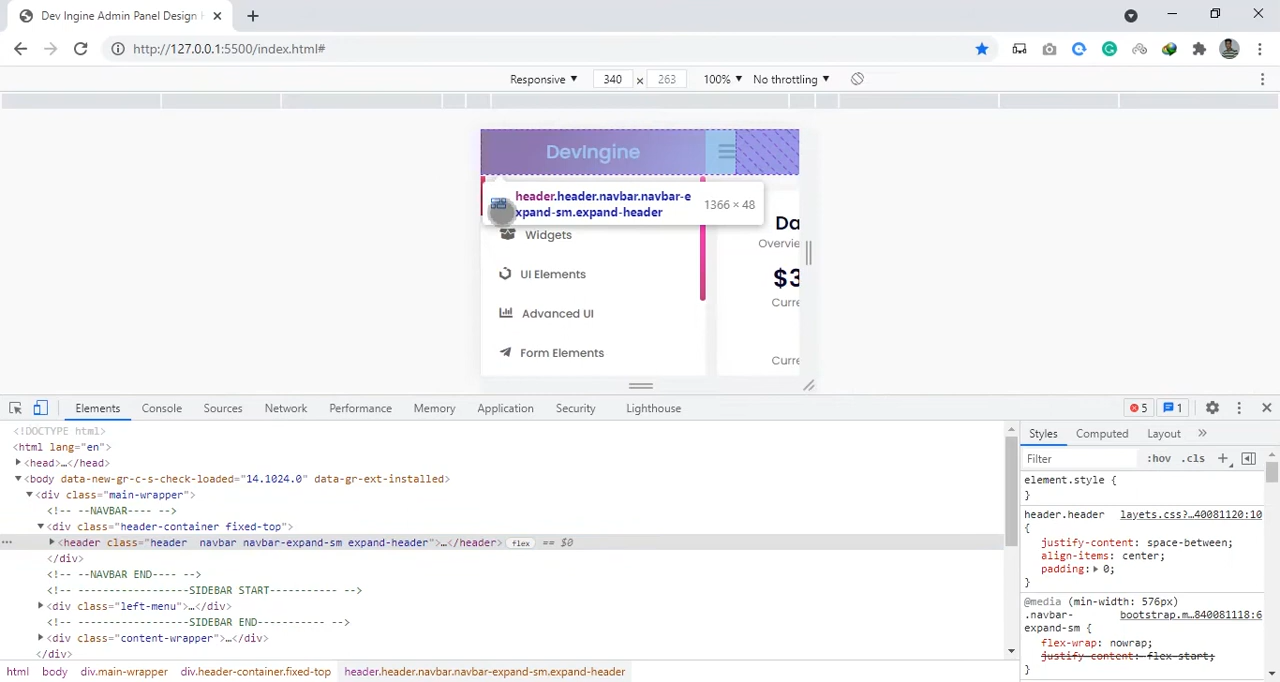 Dev Ingine Admin Panel Design
http://127.0.0.1:5500/index.html#
Responsive 340 × 263 100% No throttling
DevIngine
header.header.navbar.navbar-e
xpand-sm.expand-header
1366 × 48
Widgets
UI Elements
Advanced UI
Form Elements
Da
Overvie
$3
Curre
Curre
Elements Console Sources Network Performance Memory Application Security Lighthouse 5 1
<!DOCTYPE html>
<html lang="en">
<head>…</head>
<body data-new-gr-c-s-check-loaded="14.1024.0" data-gr-ext-installed>
<div class="main-wrapper">
<!-- --NAVBAR---- -->
<div class="header-container fixed-top">
<header class="header  navbar navbar-expand-sm expand-header">…</header> flex == $0
</div>
<!-- --NAVBAR END---- -->
<!-- ------------------SIDEBAR START----------- -->
<div class="left-menu">…</div>
<!-- ------------------SIDEBAR END----------- -->
<div class="content-wrapper">…</div>
</div>
html body div.main-wrapper div.header-container.fixed-top header.header.navbar.navbar-expand-sm.expand-header
Styles Computed Layout »
Filter :hov .cls +
element.style {
}
header.header layets.css?…40081120:10
{
justify-content: space-between;
align-items: center;
padding: 0;
}
@media (min-width: 576px)
.navbar- bootstrap.m…840081118:6
expand-sm {
flex-wrap: nowrap;
justify-content: flex-start;
}